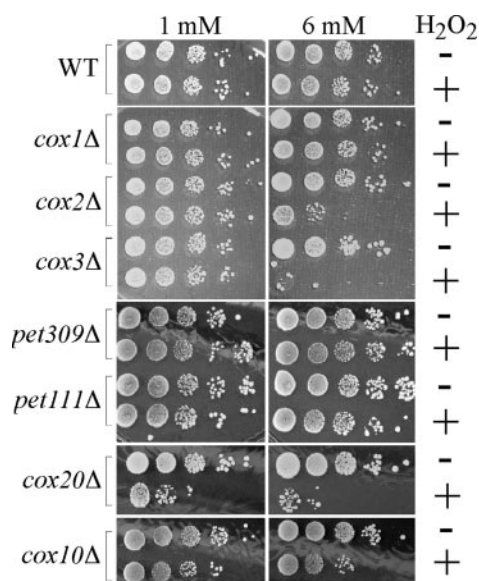 1 mM 6 mM H₂O₂
WT - +
cox1Δ - +
cox2Δ - +
cox3Δ - +
pet309Δ - +
pet111Δ - +
cox20Δ - +
cox10Δ - +